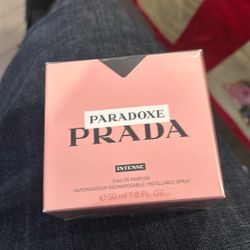 PARADOXE
PRADA
INTENSE
EAU DE PARFUM
VAPORISATEUR RECHARGEABLE / REFILLABLE SPRAY
℮ 50 ml 1.6 FL. OZ.